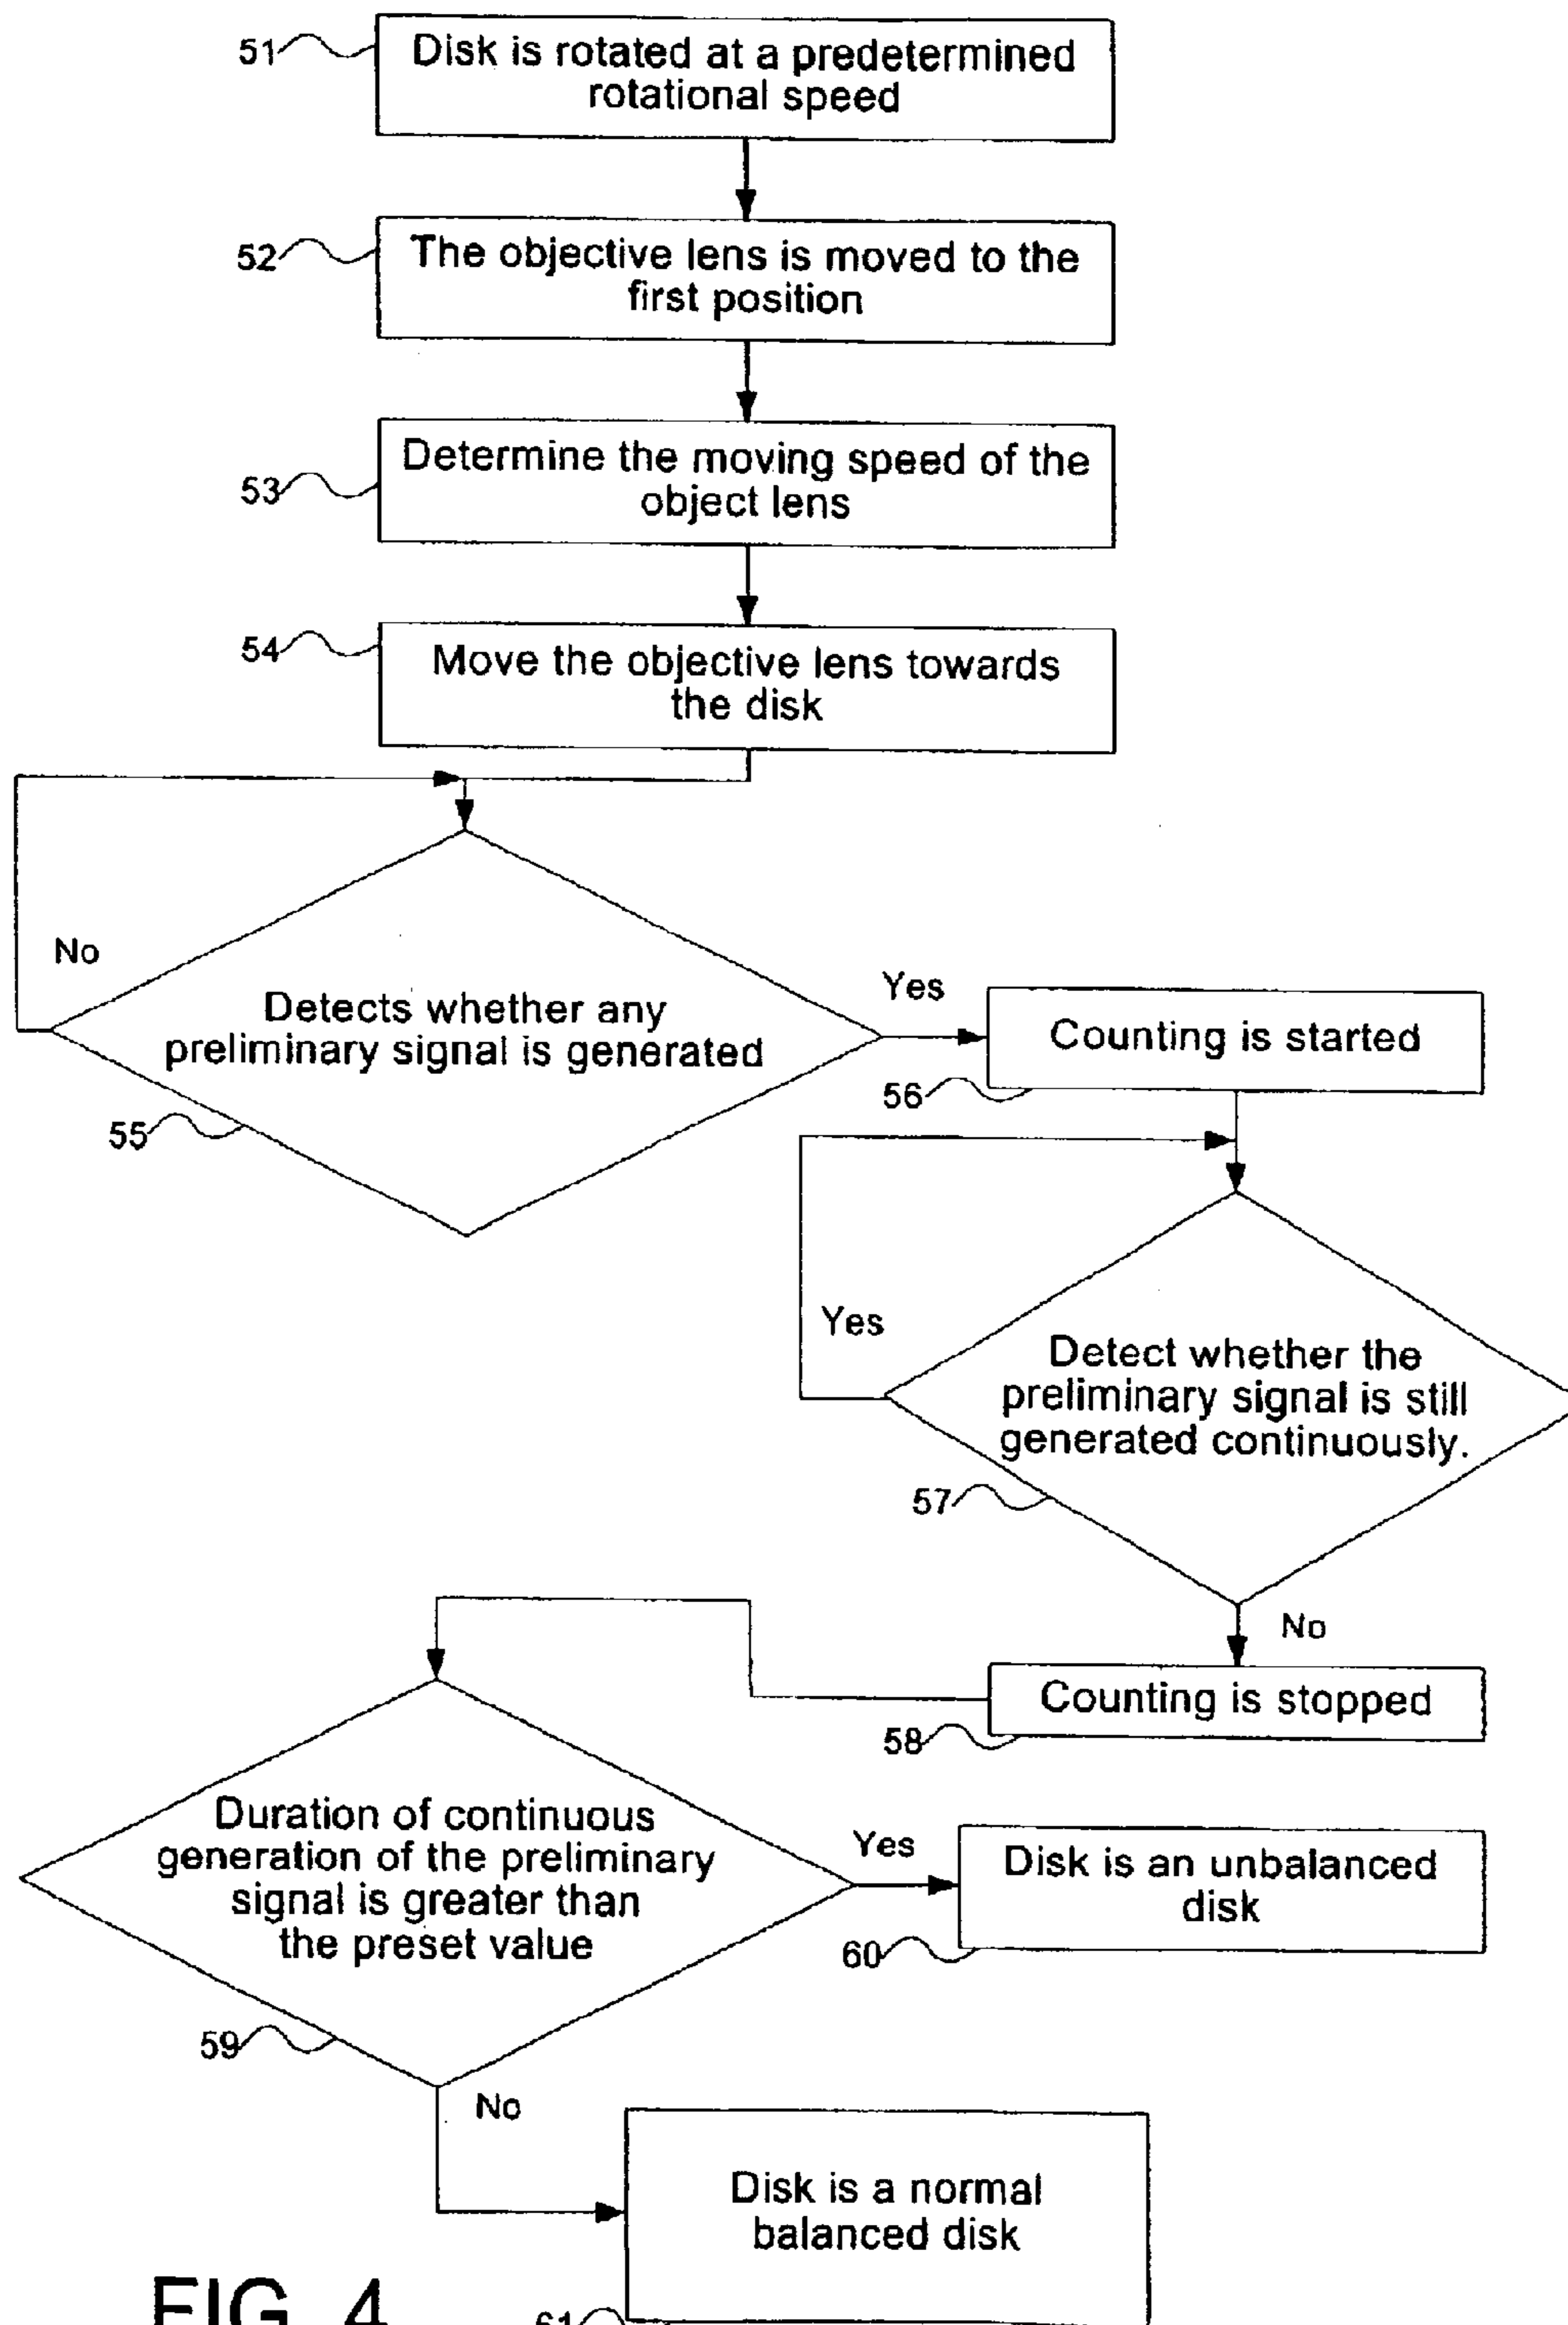 51
Disk is rotated at a predetermined
rotational speed
52
The objective lens is moved to the
first position
53
Determine the moving speed of the
object lens
54
Move the objective lens towards
the disk
No
Detects whether any
preliminary signal is generated
55
Yes
Counting is started
56
Yes
Detect whether the
preliminary signal is still
generated continuously.
57
No
Counting is stopped
58
Duration of continuous
generation of the preliminary
signal is greater than
the preset value
59
Yes
Disk is an unbalanced
disk
60
No
Disk is a normal
balanced disk
61
FIG. 4